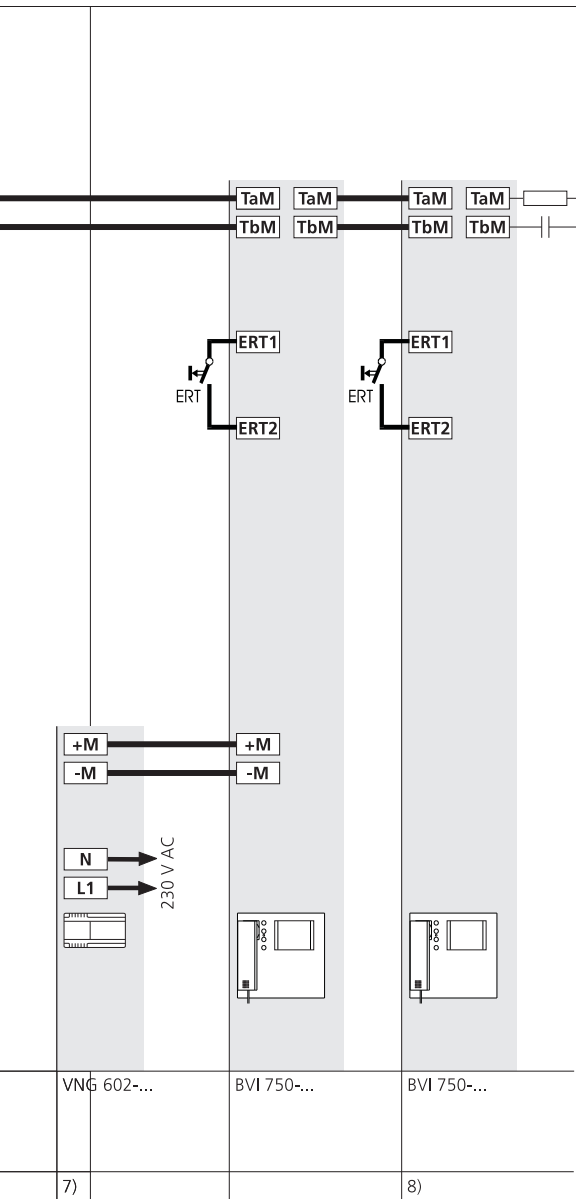 TaM TaM TaM TaM
TbM TbM TbM TbM
ERT1 ERT1
ERT ERT
ERT2 ERT2
+M +M
-M -M
N
L1
230 V AC
VNG 602-... BVI 750-... BVI 750-...
7) 8)